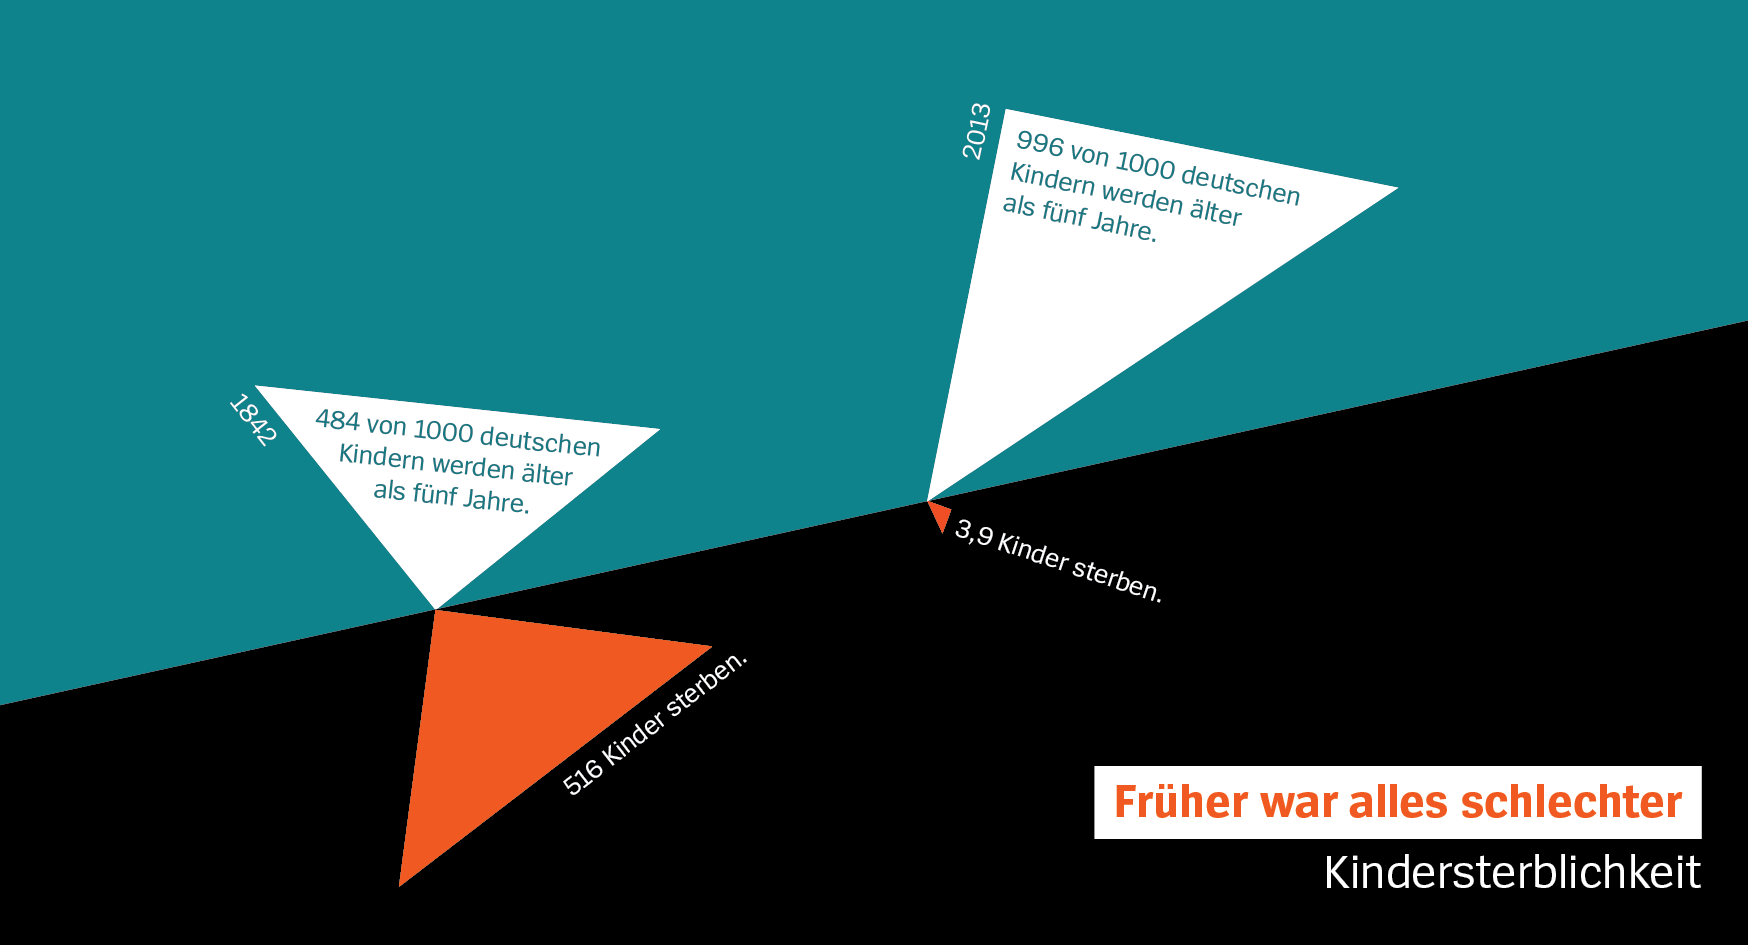 1842
484 von 1000 deutschen
Kindern werden älter
als fünf Jahre.
516 Kinder sterben.
2013
996 von 1000 deutschen
Kindern werden älter
als fünf Jahre.
3,9 Kinder sterben.
Früher war alles schlechter
Kindersterblichkeit